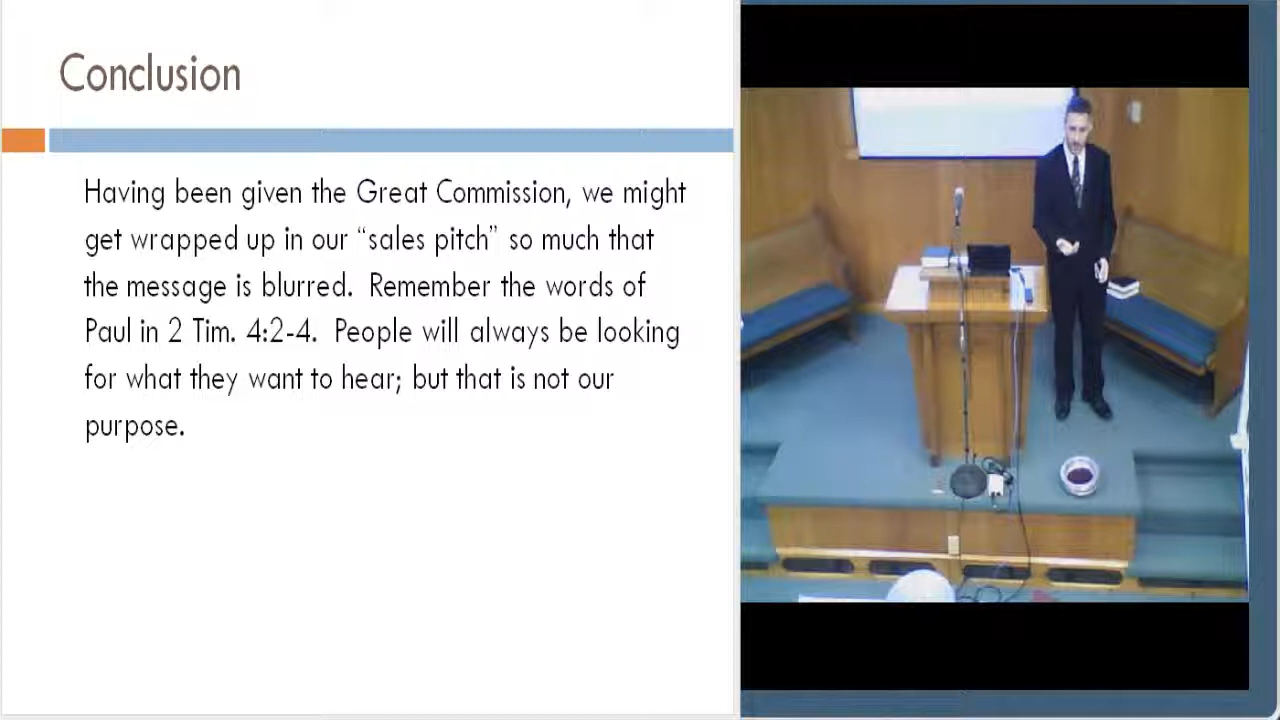 Conclusion
Having been given the Great Commission, we might
get wrapped up in our “sales pitch” so much that
the message is blurred.  Remember the words of
Paul in 2 Tim. 4:2-4.  People will always be looking
for what they want to hear; but that is not our
purpose.